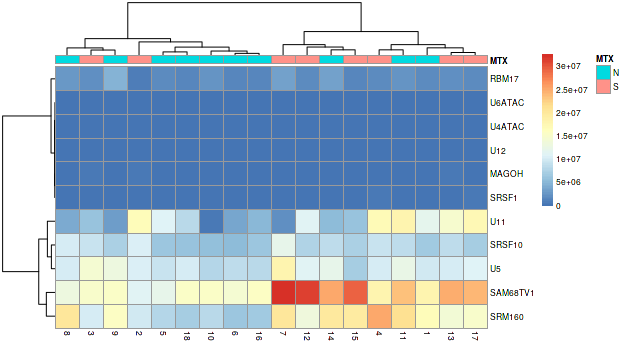 MTX
RBM17
U6ATAC
U4ATAC
U12
MAGOH
SRSF1
U11
SRSF10
U5
SAM68TV1
SRM160
8 3 9 2 5 18 10 6 16 7 12 14 15 4 11 1 13 17
3e+07
2.5e+07
2e+07
1.5e+07
1e+07
5e+06
0
MTX
N
S